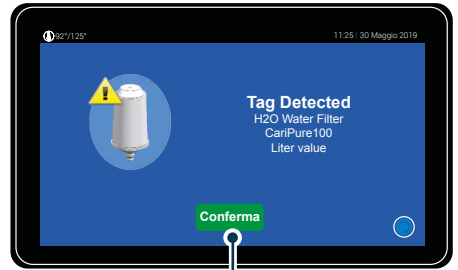 92°/125° 11:25 | 30 Maggio 2019
Tag Detected
H2O Water Filter
CariPure100
Liter value
Conferma